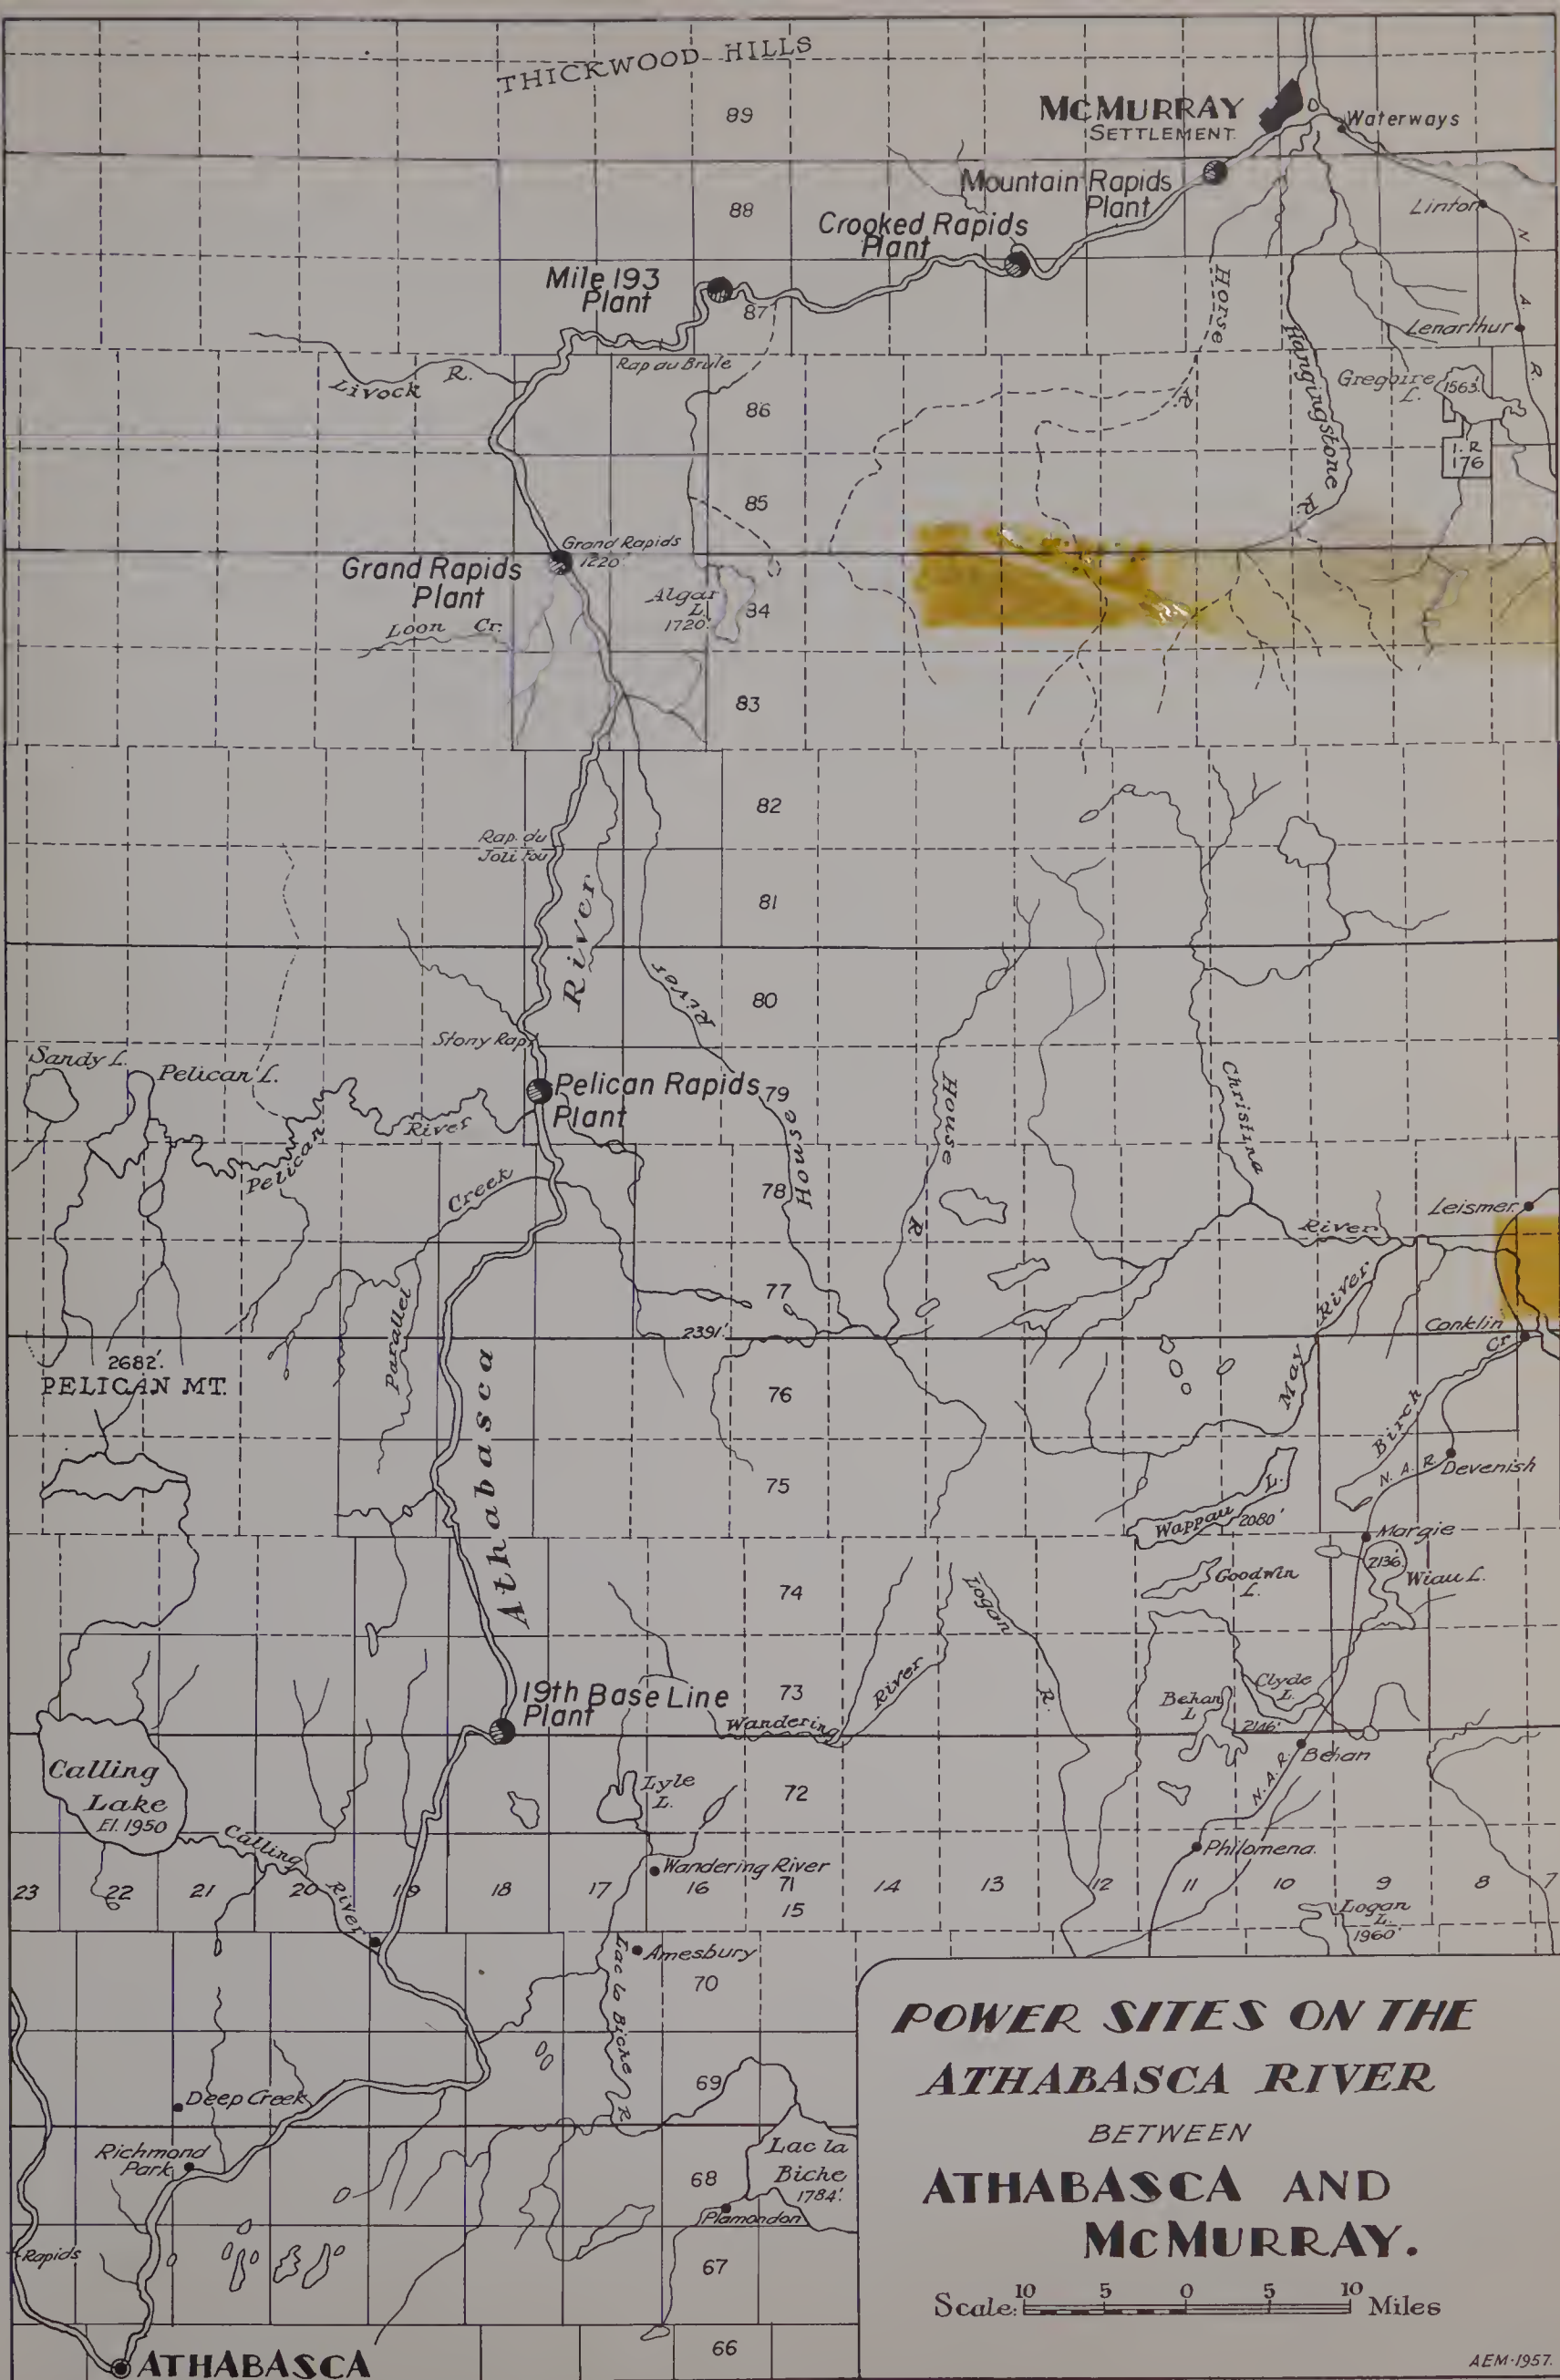 THICKWOOD HILLS
89
McMURRAY
SETTLEMENT.
Waterways
Mountain Rapids
Plant
88
Linton
Crooked Rapids
Plant
N. A. R.
Mile 193
Plant
87
Horse
R.
Lenarthur
Rap au Brule
Livock R.
Hangingstone
R.
Gregoire
L.
1563'
86
I. R.
176
85
Grand Rapids
1220'
Grand Rapids
Plant
Algar
L.
1720'.
84
Loon Cr.
83
82
Rap. du
Joli Fou
81
River
River
80
Stony Rap.
Sandy L.
Pelican L.
Pelican Rapids
Plant
79
House
Christina
River
Pelican
House
Creek
78
R.
Leismer.
River
77
River
Parallel
2391'.
Conklin
Cr.
2682'.
PELICAN MT.
May
76
Athabasca
Birch
N. A. R.
Devenish
75
Wappau L.
2080'
Margie
2136'.
Wiau L.
Goodwin
L.
74
Logan
R.
River
Clyde
L.
19th Base Line
Plant
73
Behan
L.
Wandering
2146'.
Behan
Calling
Lake
El. 1950
Lyle
L.
72
N. A. R.
Calling
River
Philomena.
Wandering River
23 22 21 20 19 18 17 16 71 14 13 12 11 10 9 8 7
15
Logan
L.
1960'
Amesbury
Lac la Biche R.
70
69
Deep Creek
Richmond
Park
Lac la
Biche
1784'.
68
Plamondon
Rapids
67
66
ATHABASCA
POWER SITES ON THE
ATHABASCA RIVER
BETWEEN
ATHABASCA AND
McMURRAY.
10 5 0 5 10
Scale: Miles
AEM·1957.